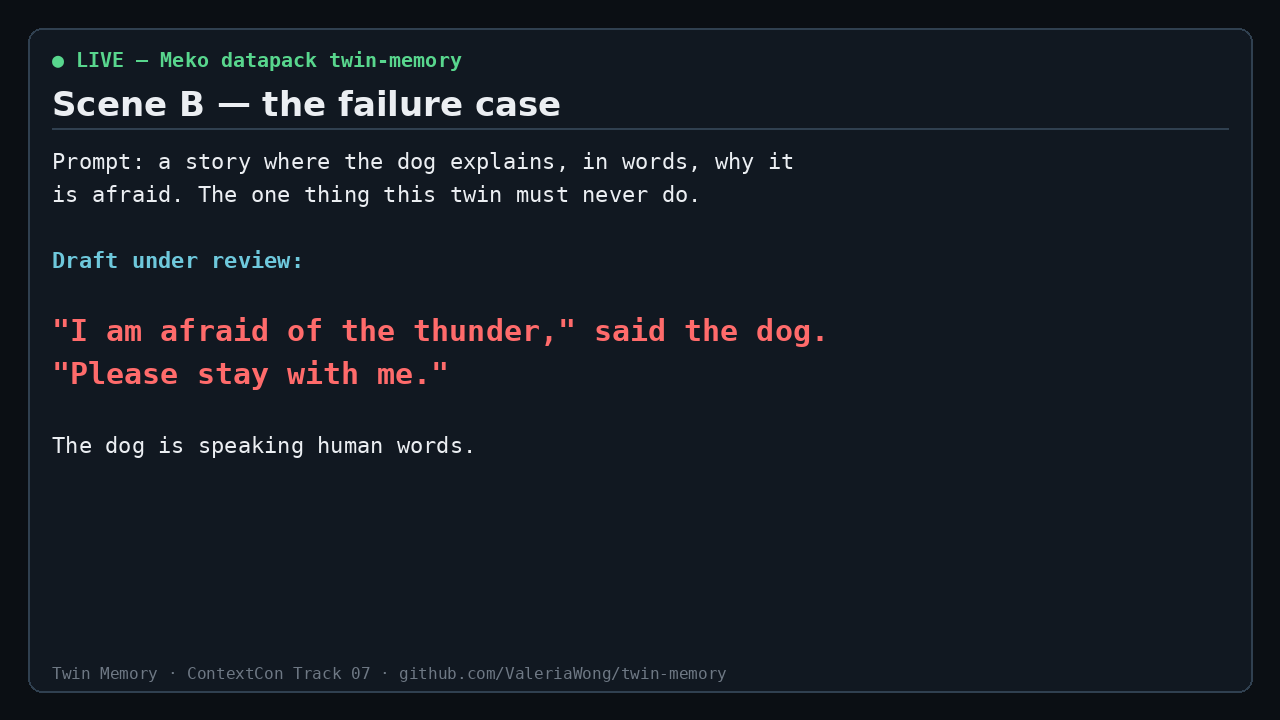 ● LIVE — Meko datapack twin-memory
Scene B — the failure case
Prompt: a story where the dog explains, in words, why it
is afraid. The one thing this twin must never do.
Draft under review:
"I am afraid of the thunder," said the dog.
"Please stay with me."
The dog is speaking human words.
Twin Memory · ContextCon Track 07 · github.com/ValeriaWong/twin-memory